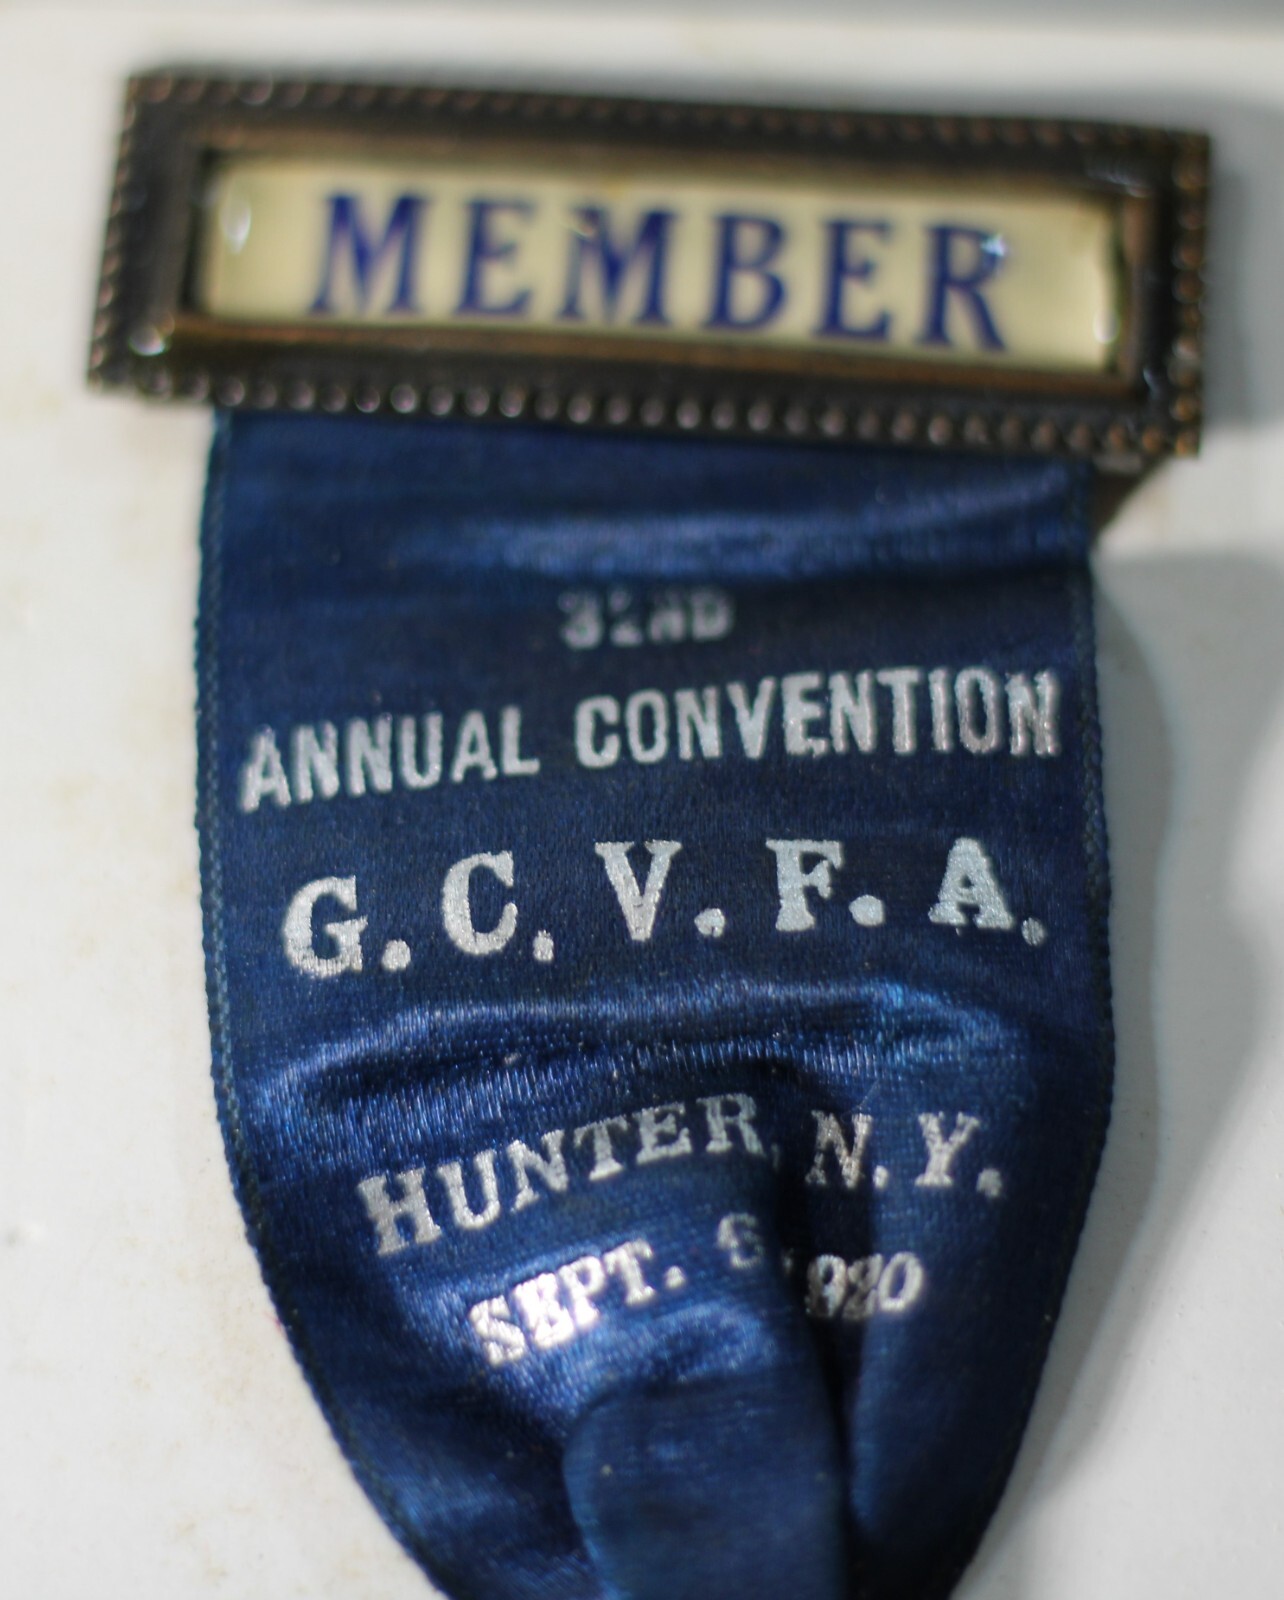 MEMBER
32ND
ANNUAL CONVENTION
G. C. V. F. A.
HUNTER, N. Y.
SEPT.